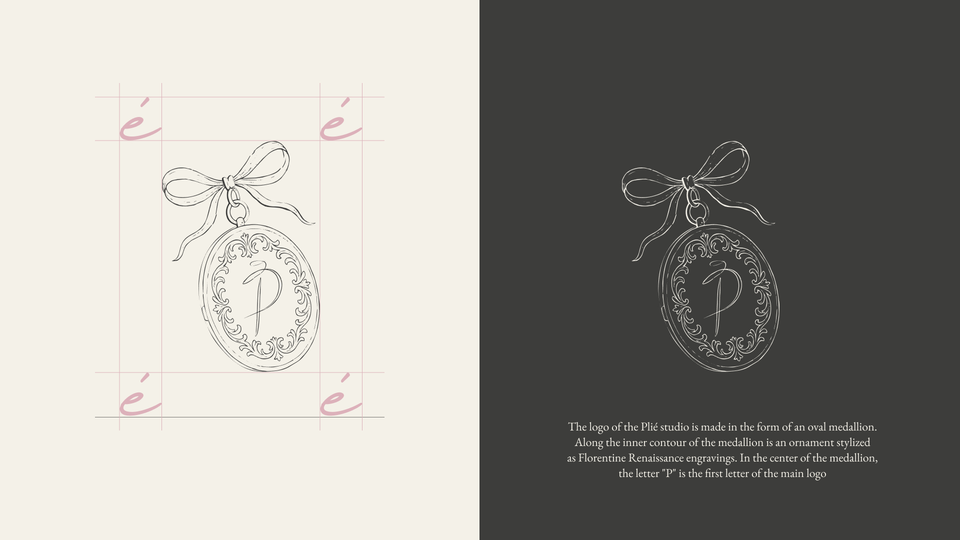 é é
P
é é
P
The logo of the Plié studio is made in the form of an oval medallion.
Along the inner contour of the medallion is an ornament stylized
as Florentine Renaissance engravings. In the center of the medallion,
the letter "P" is the first letter of the main logo